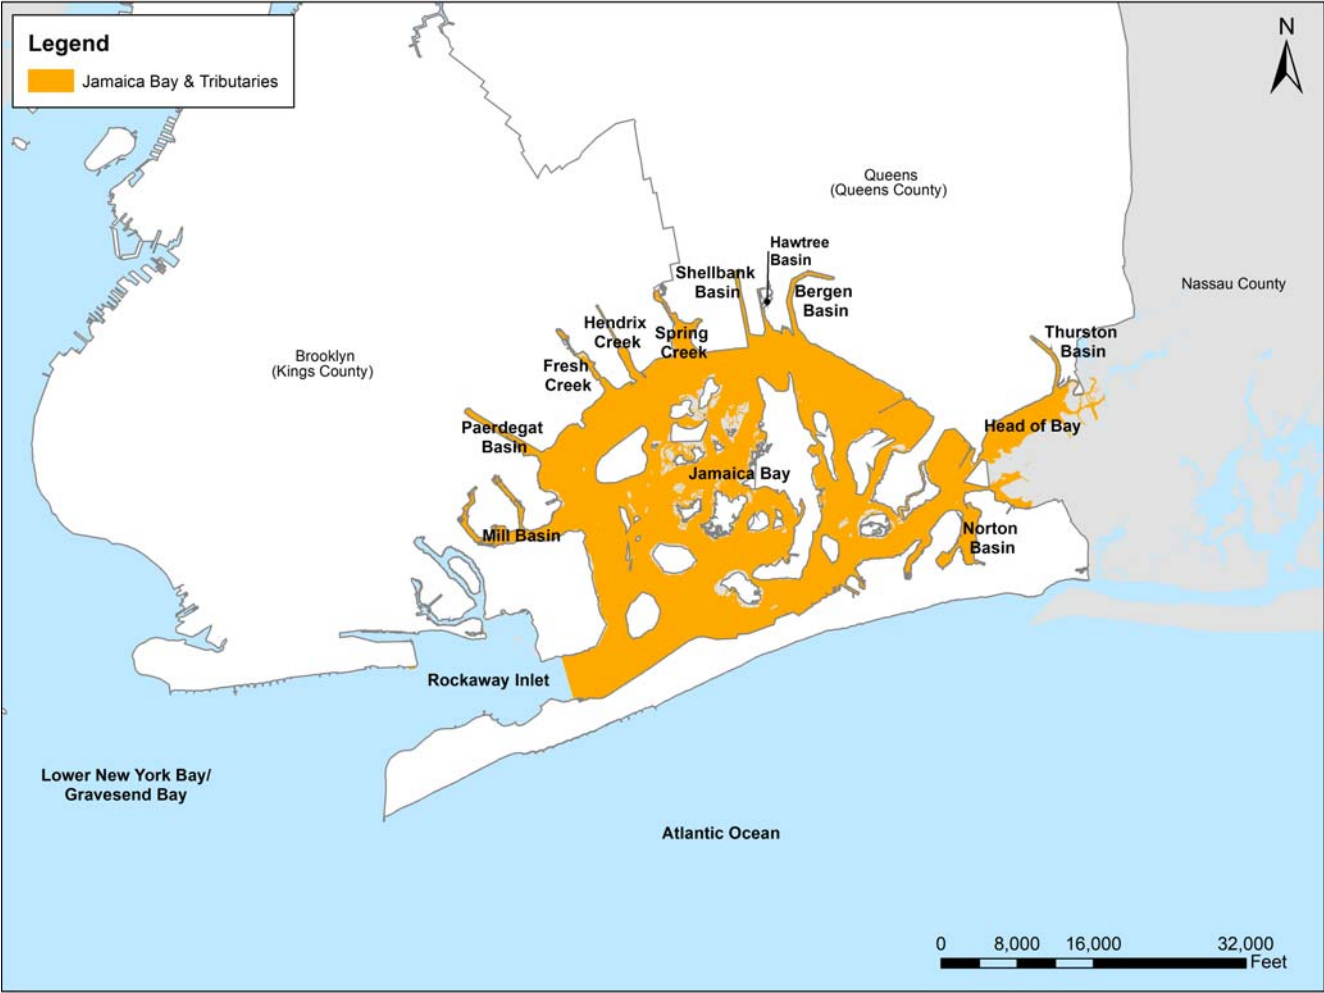 Legend
Jamaica Bay & Tributaries
N
Queens
(Queens County)
Hawtree
Basin
Shellbank
Basin
Bergen
Basin
Nassau County
Hendrix
Creek
Spring
Creek
Thurston
Basin
Brooklyn
(Kings County)
Fresh
Creek
Paerdegat
Basin
Head of Bay
Jamaica Bay
Mill Basin
Norton
Basin
Rockaway Inlet
Lower New York Bay/
Gravesend Bay
Atlantic Ocean
0 8,000 16,000 32,000
Feet